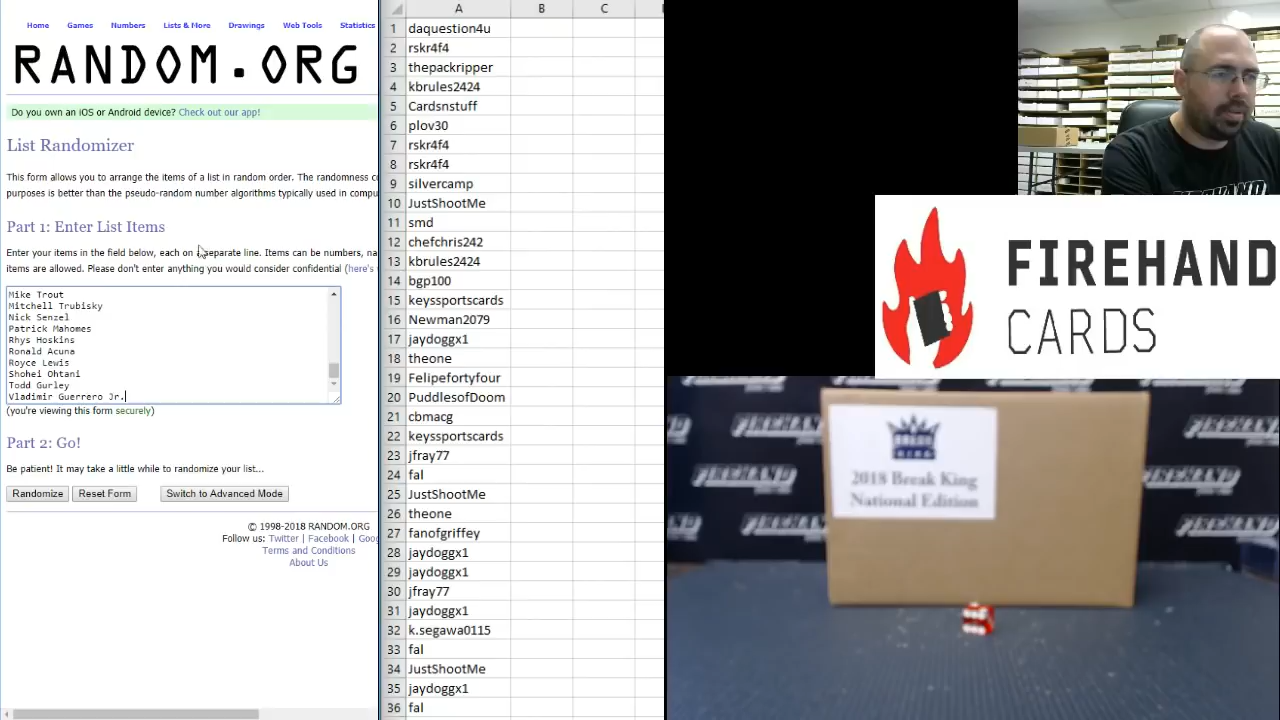 Home Games Numbers Lists & More Drawings Web Tools Statistics
RANDOM.ORG
Do you own an iOS or Android device? Check out our app!
List Randomizer
This form allows you to arrange the items of a list in random order. The randomness
purposes is better than the pseudo-random number algorithms typically used in
Part 1: Enter List Items
Enter your items in the field below, each on a separate line. Items can be numbers,
items are allowed. Please don't enter anything you would consider confidential (here's
Mike Trout
Mitchell Trubisky
Nick Senzel
Patrick Mahomes
Rhys Hoskins
Ronald Acuna
Royce Lewis
Shohei Ohtani
Todd Gurley
Vladimir Guerrero Jr.
(you're viewing this form securely)
Part 2: Go!
Be patient! It may take a little while to randomize your list...
Randomize Reset Form Switch to Advanced Mode
© 1998-2018 RANDOM.ORG
Follow us: Twitter | Facebook |
Terms and Conditions
About Us
A B C
1 daquestion4u
2 rskr4f4
3 thepackripper
4 kbrules2424
5 Cardsnstuff
6 plov30
7 rskr4f4
8 rskr4f4
9 silvercamp
10 JustShootMe
11 smd
12 chefchris242
13 kbrules2424
14 bgp100
15 keyssportscards
16 Newman2079
17 jaydoggx1
18 theone
19 Felipefortyfour
20 PuddlesofDoom
21 cbmacg
22 keyssportscards
23 jfray77
24 fal
25 JustShootMe
26 theone
27 fanofgriffey
28 jaydoggx1
29 jaydoggx1
30 jfray77
31 jaydoggx1
32 k.segawa0115
33 fal
34 JustShootMe
35 jaydoggx1
36 fal
FIREHAND
CARDS
BREAK
KING
2018 Break King
National Edition
FIREHAND
FIREHAND
FIREHAND
FIREHAND